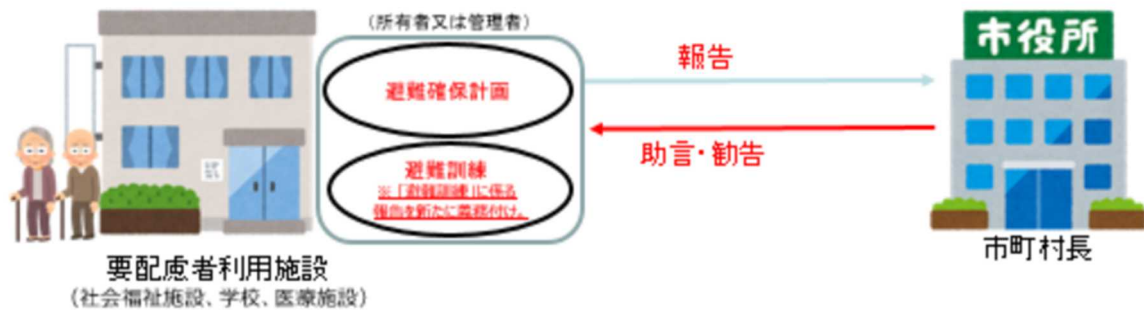 (所有者又は管理者)
避難確保計画
避難訓練
※「避難訓練」に係る
報告を新たに義務付け。
報告
助言・勧告
市役所
市町村長
要配慮者利用施設
(社会福祉施設、学校、医療施設)